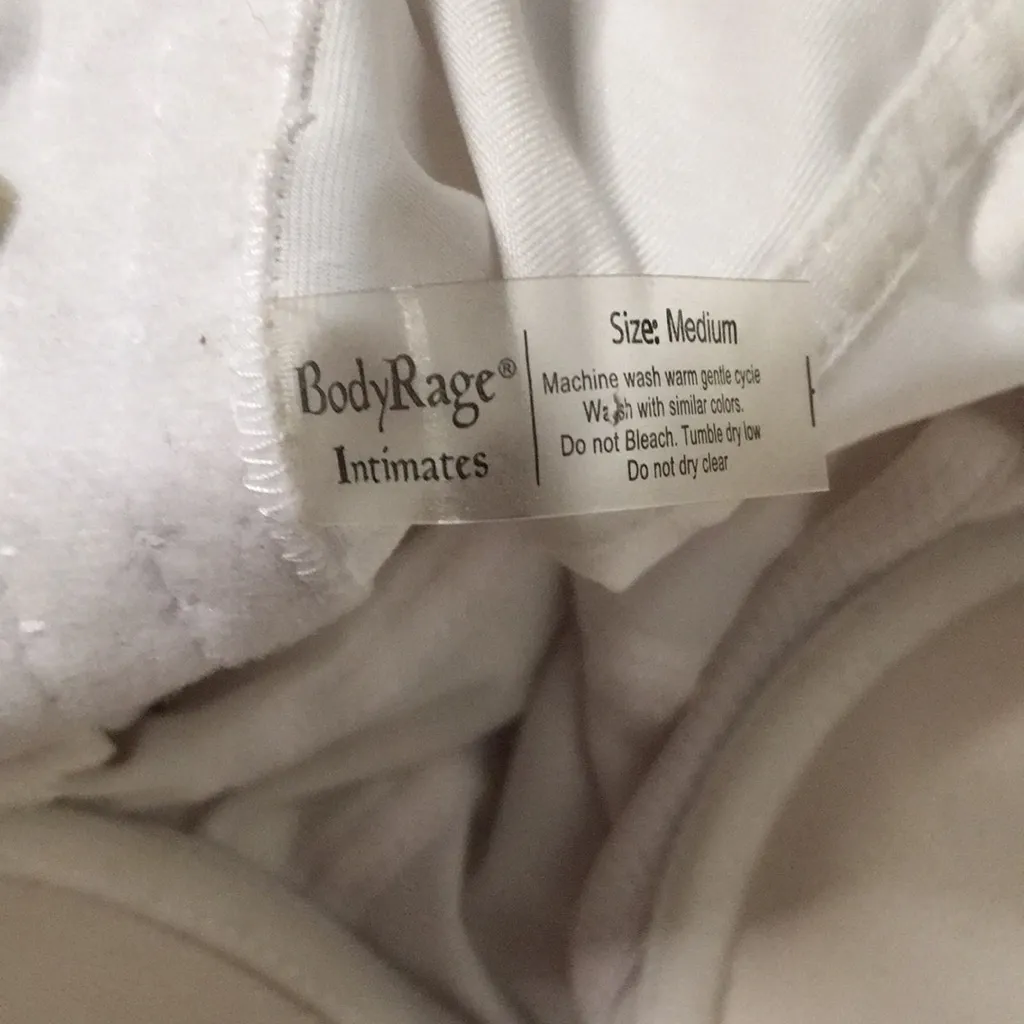 BodyRage®
Intimates
Size: Medium
Machine wash warm gentle cycle
Wash with similar colors.
Do not Bleach. Tumble dry low
Do not dry clear